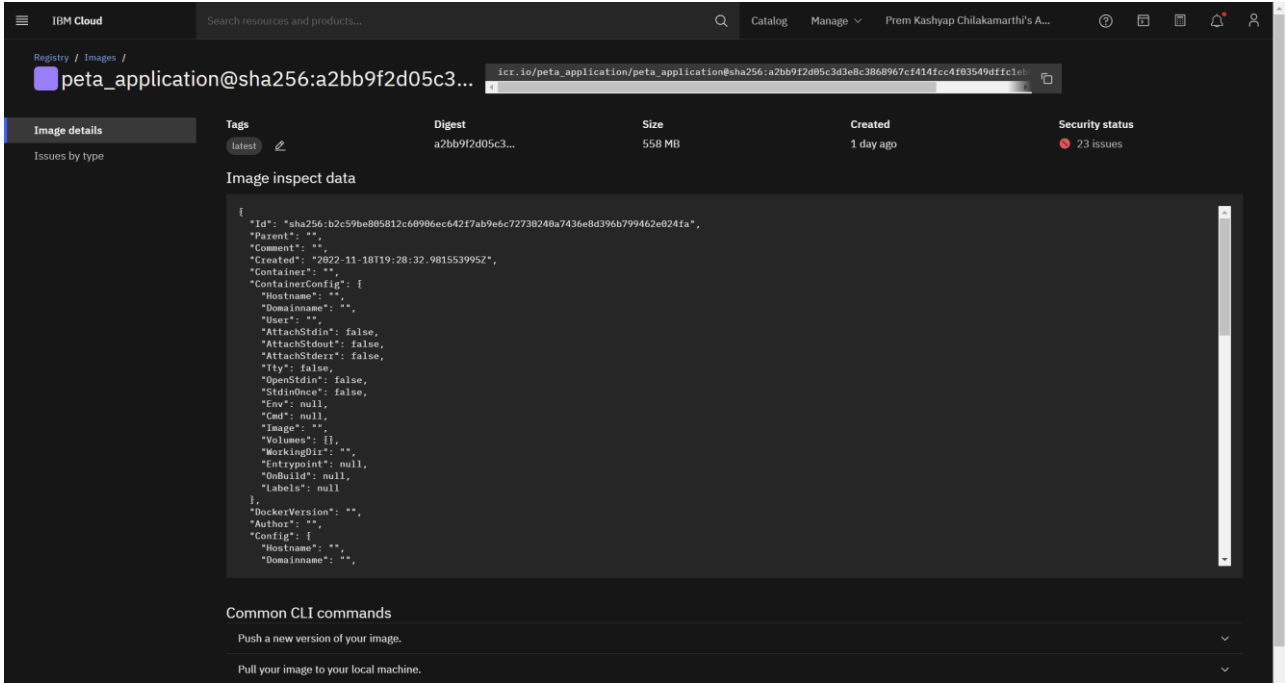 IBM Cloud
Search resources and products...
Catalog
Manage
Prem Kashyap Chilakamarthi's A...
Registry / Images /
peta_application@sha256:a2bb9f2d05c3...
icr.io/peta_application/peta_application@sha256:a2bb9f2d05c3d3e8c3868967cf414fcc4f03549dffc1eb
Image details
Issues by type
Tags
Digest
Size
Created
Security status
latest
a2bb9f2d05c3...
558 MB
1 day ago
23 issues
Image inspect data
{
"Id": "sha256:b2c59be805812c60906ec642f7ab9e6c72730240a7436e8d396b799462e024fa",
"Parent": "",
"Comment": "",
"Created": "2022-11-18T19:28:32.981553995Z",
"Container": "",
"ContainerConfig": {
"Hostname": "",
"Domainname": "",
"User": "",
"AttachStdin": false,
"AttachStdout": false,
"AttachStderr": false,
"Tty": false,
"OpenStdin": false,
"StdinOnce": false,
"Env": null,
"Cmd": null,
"Image": "",
"Volumes": {},
"WorkingDir": "",
"Entrypoint": null,
"OnBuild": null,
"Labels": null
},
"DockerVersion": "",
"Author": "",
"Config": {
"Hostname": "",
"Domainname": "",
Common CLI commands
Push a new version of your image.
Pull your image to your local machine.